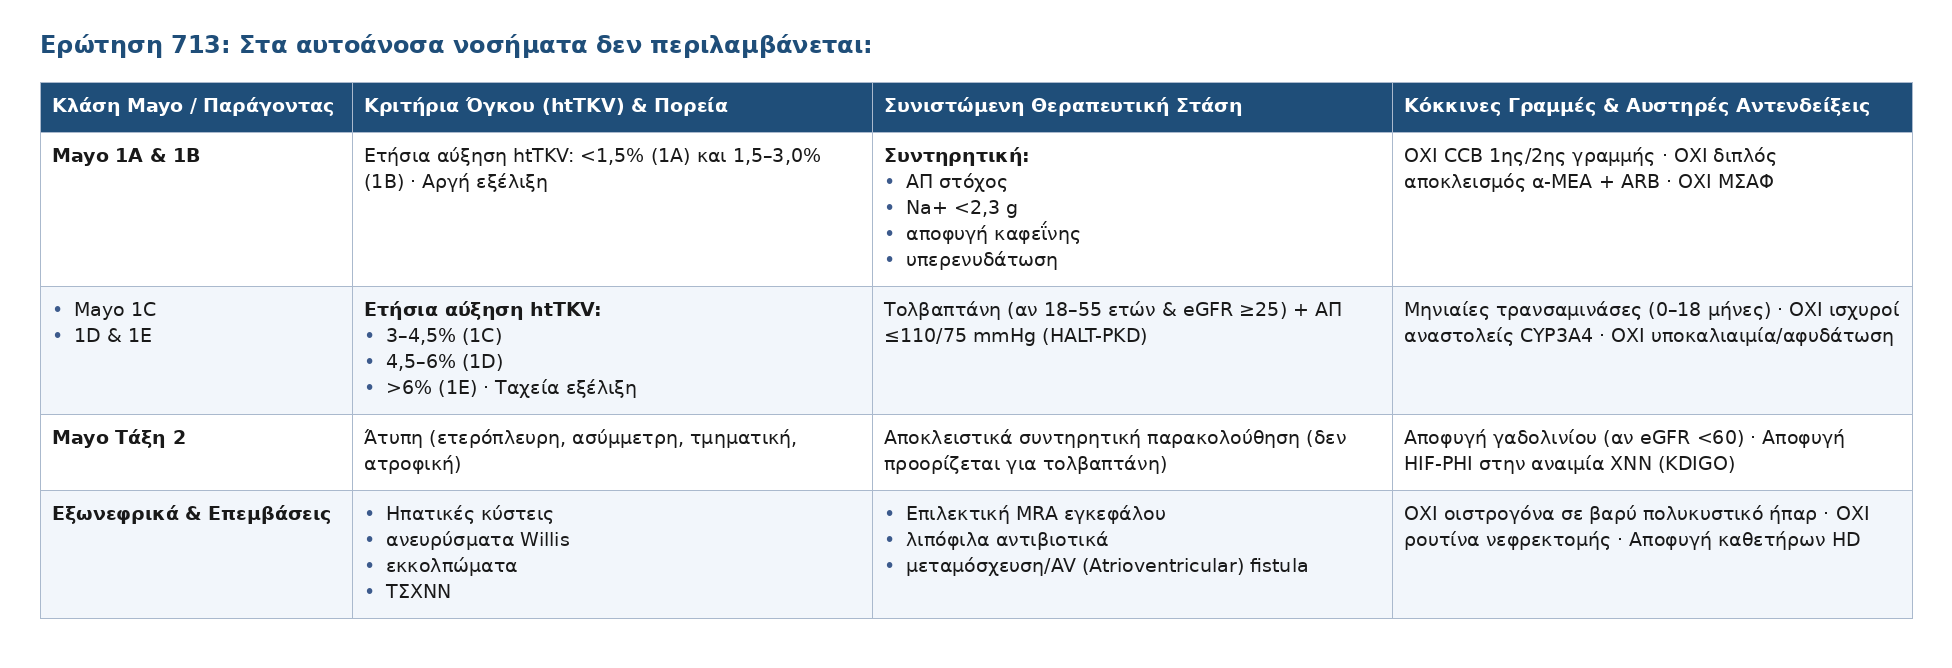 Ερώτηση 713: Στα αυτοάνοσα νοσήματα δεν περιλαμβάνεται:
Κλάση Mayo / Παράγοντας
Κριτήρια Όγκου (htTKV) & Πορεία
Συνιστώμενη Θεραπευτική Στάση
Κόκκινες Γραμμές & Αυστηρές Αντενδείξεις
Mayo 1A & 1B
Ετήσια αύξηση htTKV: <1,5% (1A) και 1,5–3,0%
(1B) · Αργή εξέλιξη
Συντηρητική:
• ΑΠ στόχος
• Na+ <2,3 g
• αποφυγή καφεΐνης
• υπερενυδάτωση
ΟΧΙ CCB 1ης/2ης γραμμής · ΟΧΙ διπλός
αποκλεισμός α-ΜΕΑ + ARB · ΟΧΙ ΜΣΑΦ
• Mayo 1C
• 1D & 1E
Ετήσια αύξηση htTKV:
• 3–4,5% (1C)
• 4,5–6% (1D)
• >6% (1E) · Ταχεία εξέλιξη
Τολβαπτάνη (αν 18–55 ετών & eGFR ≥25) + ΑΠ
≤110/75 mmHg (HALT-PKD)
Μηνιαίες τρανσαμινάσες (0–18 μήνες) · ΟΧΙ ισχυροί
αναστολείς CYP3A4 · ΟΧΙ υποκαλιαιμία/αφυδάτωση
Mayo Τάξη 2
Άτυπη (ετερόπλευρη, ασύμμετρη, τμηματική,
ατροφική)
Αποκλειστικά συντηρητική παρακολούθηση (δεν
προορίζεται για τολβαπτάνη)
Αποφυγή γαδολινίου (αν eGFR <60) · Αποφυγή
HIF-PHI στην αναιμία ΧΝΝ (KDIGO)
Εξωνεφρικά & Επεμβάσεις
• Ηπατικές κύστεις
• ανευρύσματα Willis
• εκκολπώματα
• ΤΣΧΝΝ
• Επιλεκτική MRA εγκεφάλου
• λιπόφιλα αντιβιοτικά
• μεταμόσχευση/AV (Atrioventricular) fistula
ΟΧΙ οιστρογόνα σε βαρύ πολυκυστικό ήπαρ · ΟΧΙ
ρουτίνα νεφρεκτομής · Αποφυγή καθετήρων HD